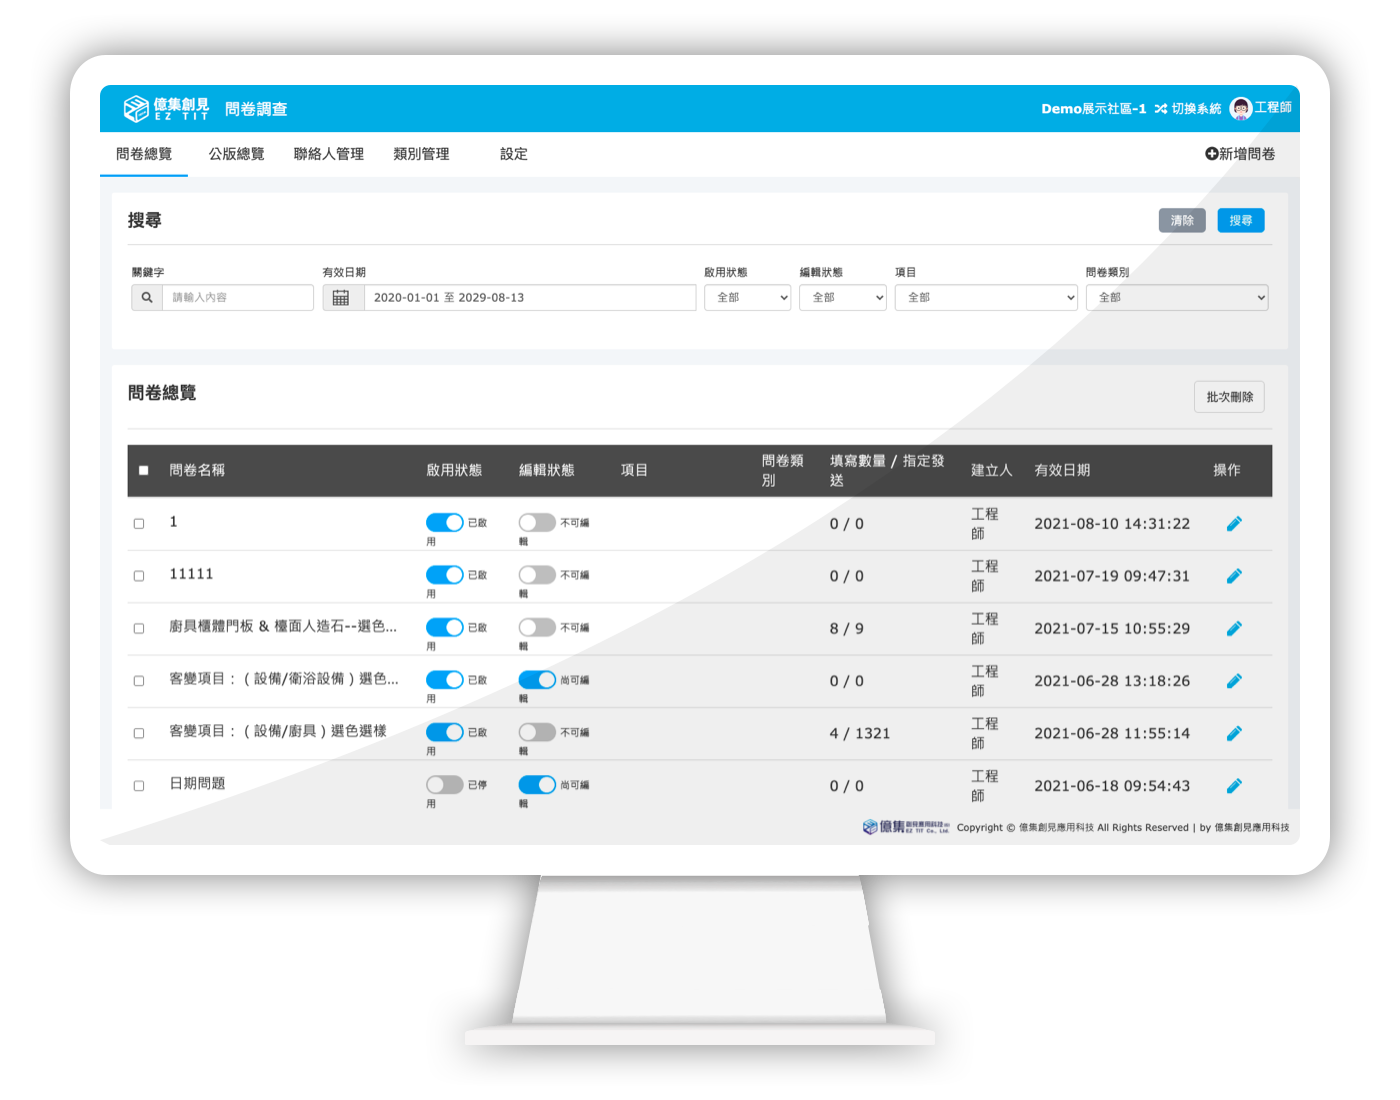 億集創見
EZ TIT
問卷調查
Demo展示社區-1 切換系統 工程師
問卷總覽 公版總覽 聯絡人管理 類別管理 設定 新增問卷
搜尋 清除 搜尋
關鍵字 有效日期 啟用狀態 編輯狀態 項目 問卷類別
請輸入內容 2020-01-01 至 2029-08-13 全部 全部 全部 全部
問卷總覽 批次刪除
問卷名稱 啟用狀態 編輯狀態 項目 問卷類別 填寫數量 / 指定發送 建立人 有效日期 操作
1 已啟用 不可編輯 0 / 0 工程師 2021-08-10 14:31:22
11111 已啟用 不可編輯 0 / 0 工程師 2021-07-19 09:47:31
廚具櫃體門板 & 檯面人造石--選色... 已啟用 不可編輯 8 / 9 工程師 2021-07-15 10:55:29
客變項目：( 設備/衛浴設備 ) 選色... 已啟用 尚可編輯 0 / 0 工程師 2021-06-28 13:18:26
客變項目：( 設備/廚具 ) 選色選樣 已啟用 不可編輯 4 / 1321 工程師 2021-06-28 11:55:14
日期問題 已停用 尚可編輯 0 / 0 工程師 2021-06-18 09:54:43
億集 EZ TIT Co., Ltd. Copyright © 億集創見應用科技 All Rights Reserved | by 億集創見應用科技